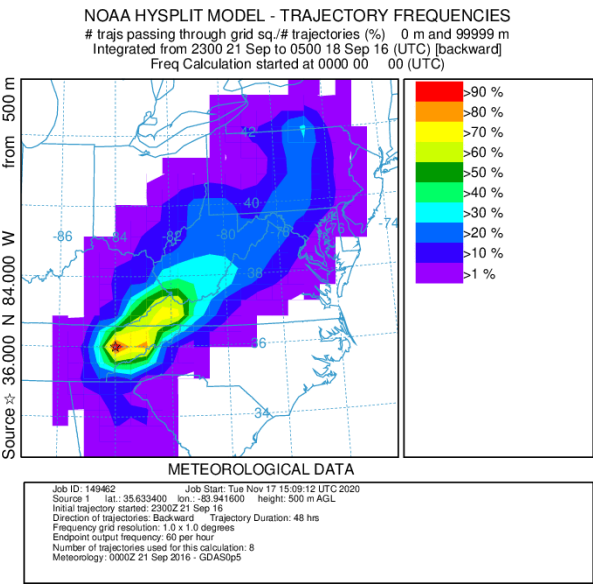 NOAA HYSPLIT MODEL - TRAJECTORY FREQUENCIES
# trajs passing through grid sq./# trajectories (%) 0 m and 99999 m
Integrated from 2300 21 Sep to 0500 18 Sep 16 (UTC) [backward]
Freq Calculation started at 0000 00 00 (UTC)
Source ☆ 36.000 N 84.000 W from 500 m
42
40
-86
-84
-82
-80
-78
-76
-74
38
36
34
>90 %
>80 %
>70 %
>60 %
>50 %
>40 %
>30 %
>20 %
>10 %
>1 %
METEOROLOGICAL DATA
Job ID: 149462 Job Start: Tue Nov 17 15:09:12 UTC 2020
Source 1 lat.: 35.633400 lon.: -83.941600 height: 500 m AGL
Initial trajectory started: 2300Z 21 Sep 16
Direction of trajectories: Backward Trajectory Duration: 48 hrs
Frequency grid resolution: 1.0 x 1.0 degrees
Endpoint output frequency: 60 per hour
Number of trajectories used for this calculation: 8
Meteorology: 0000Z 21 Sep 2016 - GDAS0p5